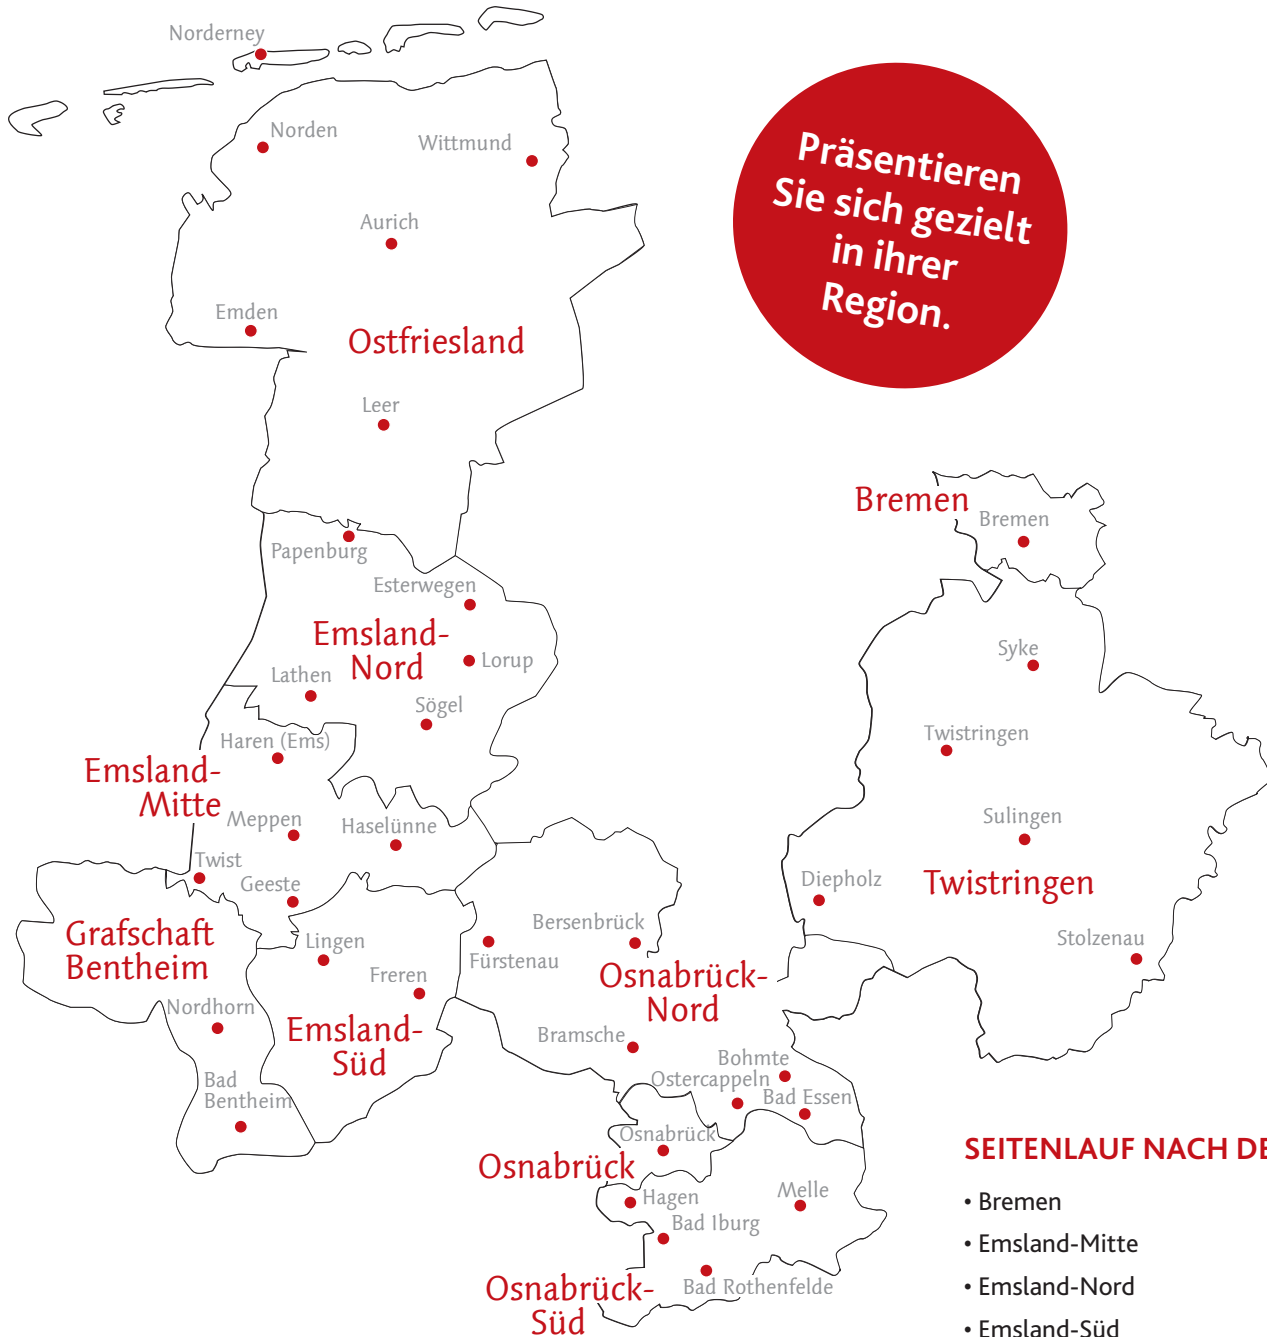 Norderney
Norden
Wittmund
Aurich
Emden
Ostfriesland
Leer
Präsentieren
Sie sich gezielt
in ihrer
Region.
Papenburg
Esterwegen
Emsland-
Nord
Lorup
Lathen
Sögel
Haren (Ems)
Emsland-
Mitte
Meppen
Haselünne
Twist
Geeste
Grafschaft
Bentheim
Lingen
Freren
Nordhorn
Emsland-
Süd
Bad
Bentheim
Bersenbrück
Fürstenau
Osnabrück-
Nord
Bramsche
Bohmte
Ostercappeln
Bad Essen
Osnabrück
Osnabrück
Hagen
Melle
Bad Iburg
Bad Rothenfelde
Osnabrück-
Süd
Bremen
Bremen
Syke
Twistringen
Sulingen
Diepholz
Twistringen
Stolzenau
SEITENLAUF NACH DE
• Bremen
• Emsland-Mitte
• Emsland-Nord
• Emsland-Süd